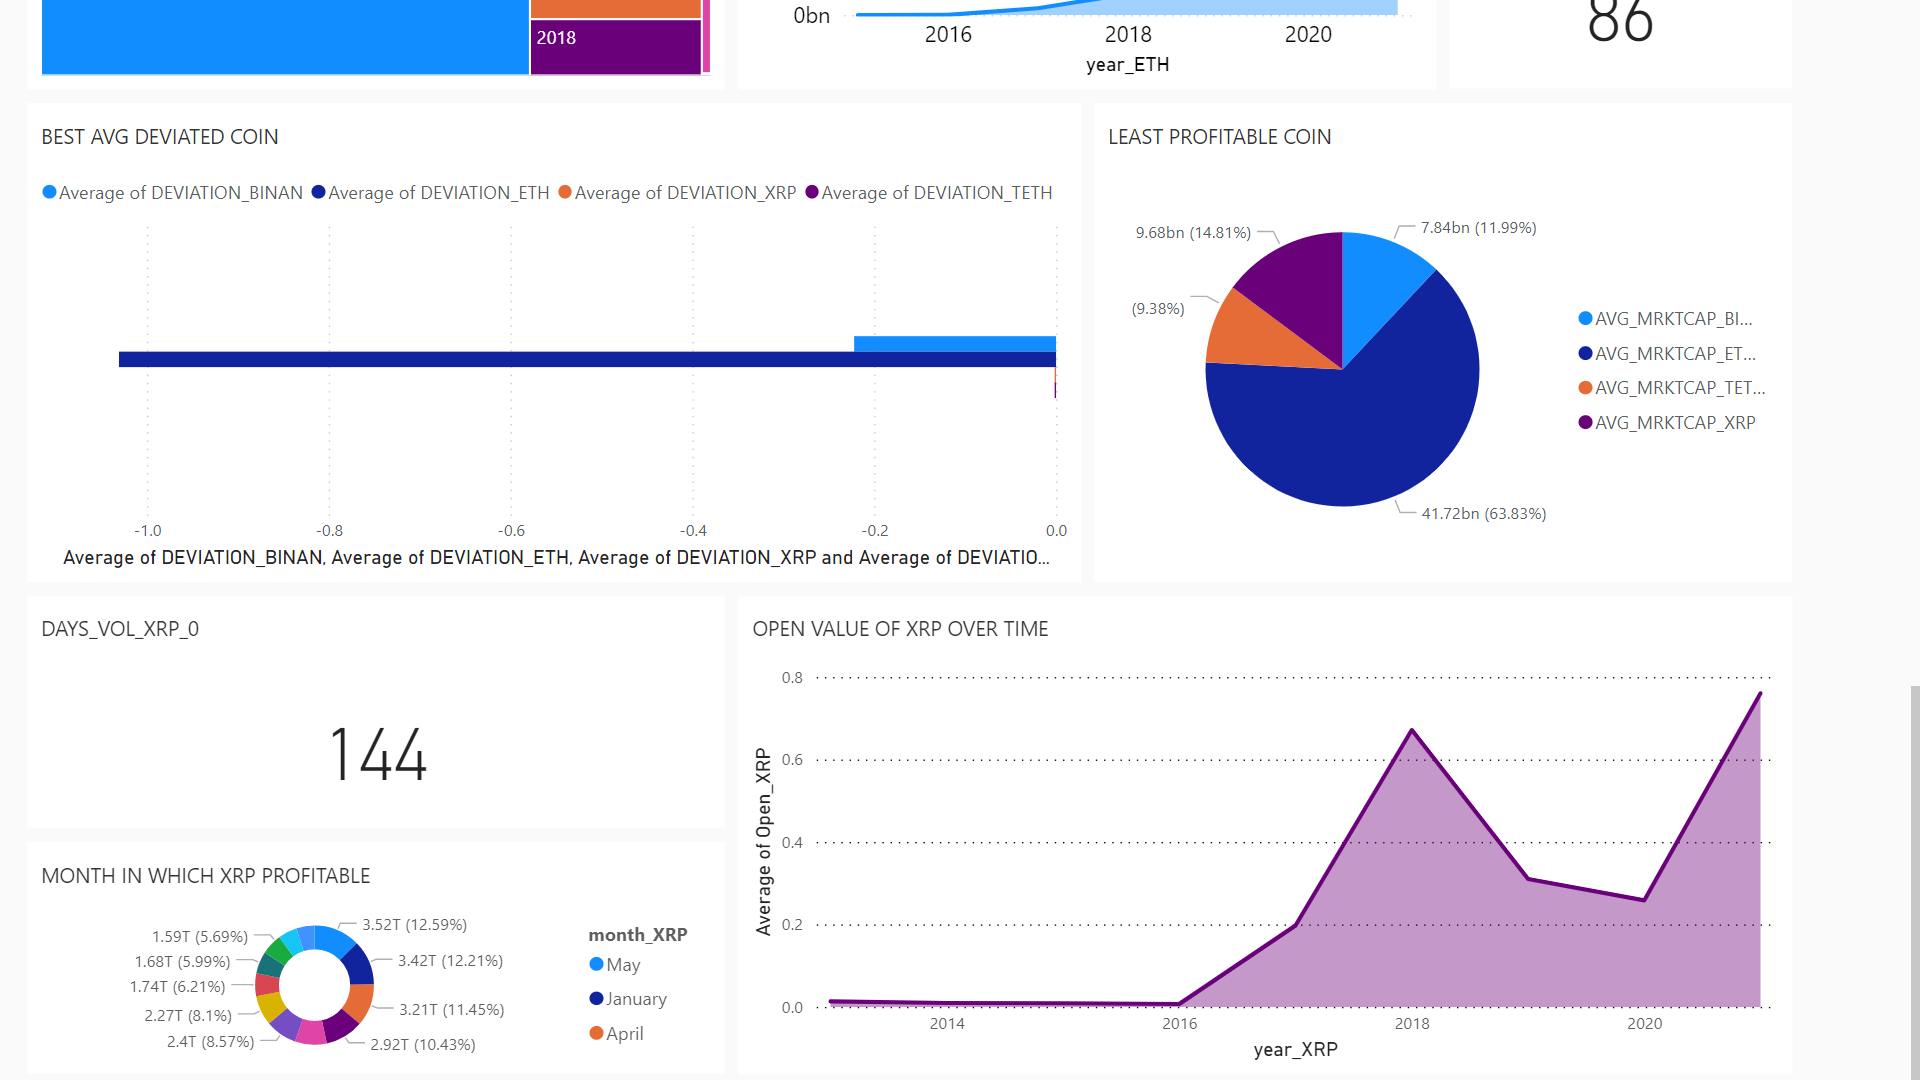 2018
0bn
2016 2018 2020
year_ETH
86
BEST AVG DEVIATED COIN
Average of DEVIATION_BINAN Average of DEVIATION_ETH Average of DEVIATION_XRP Average of DEVIATION_TETH
-1.0 -0.8 -0.6 -0.4 -0.2 0.0
Average of DEVIATION_BINAN, Average of DEVIATION_ETH, Average of DEVIATION_XRP and Average of DEVIATIO...
LEAST PROFITABLE COIN
9.68bn (14.81%)
7.84bn (11.99%)
(9.38%)
41.72bn (63.83%)
AVG_MRKTCAP_BI...
AVG_MRKTCAP_ET...
AVG_MRKTCAP_TET...
AVG_MRKTCAP_XRP
DAYS_VOL_XRP_0
144
OPEN VALUE OF XRP OVER TIME
Average of Open_XRP
0.8
0.6
0.4
0.2
0.0
2014 2016 2018 2020
year_XRP
MONTH IN WHICH XRP PROFITABLE
3.52T (12.59%)
3.42T (12.21%)
3.21T (11.45%)
2.92T (10.43%)
2.4T (8.57%)
2.27T (8.1%)
1.74T (6.21%)
1.68T (5.99%)
1.59T (5.69%)
month_XRP
May
January
April